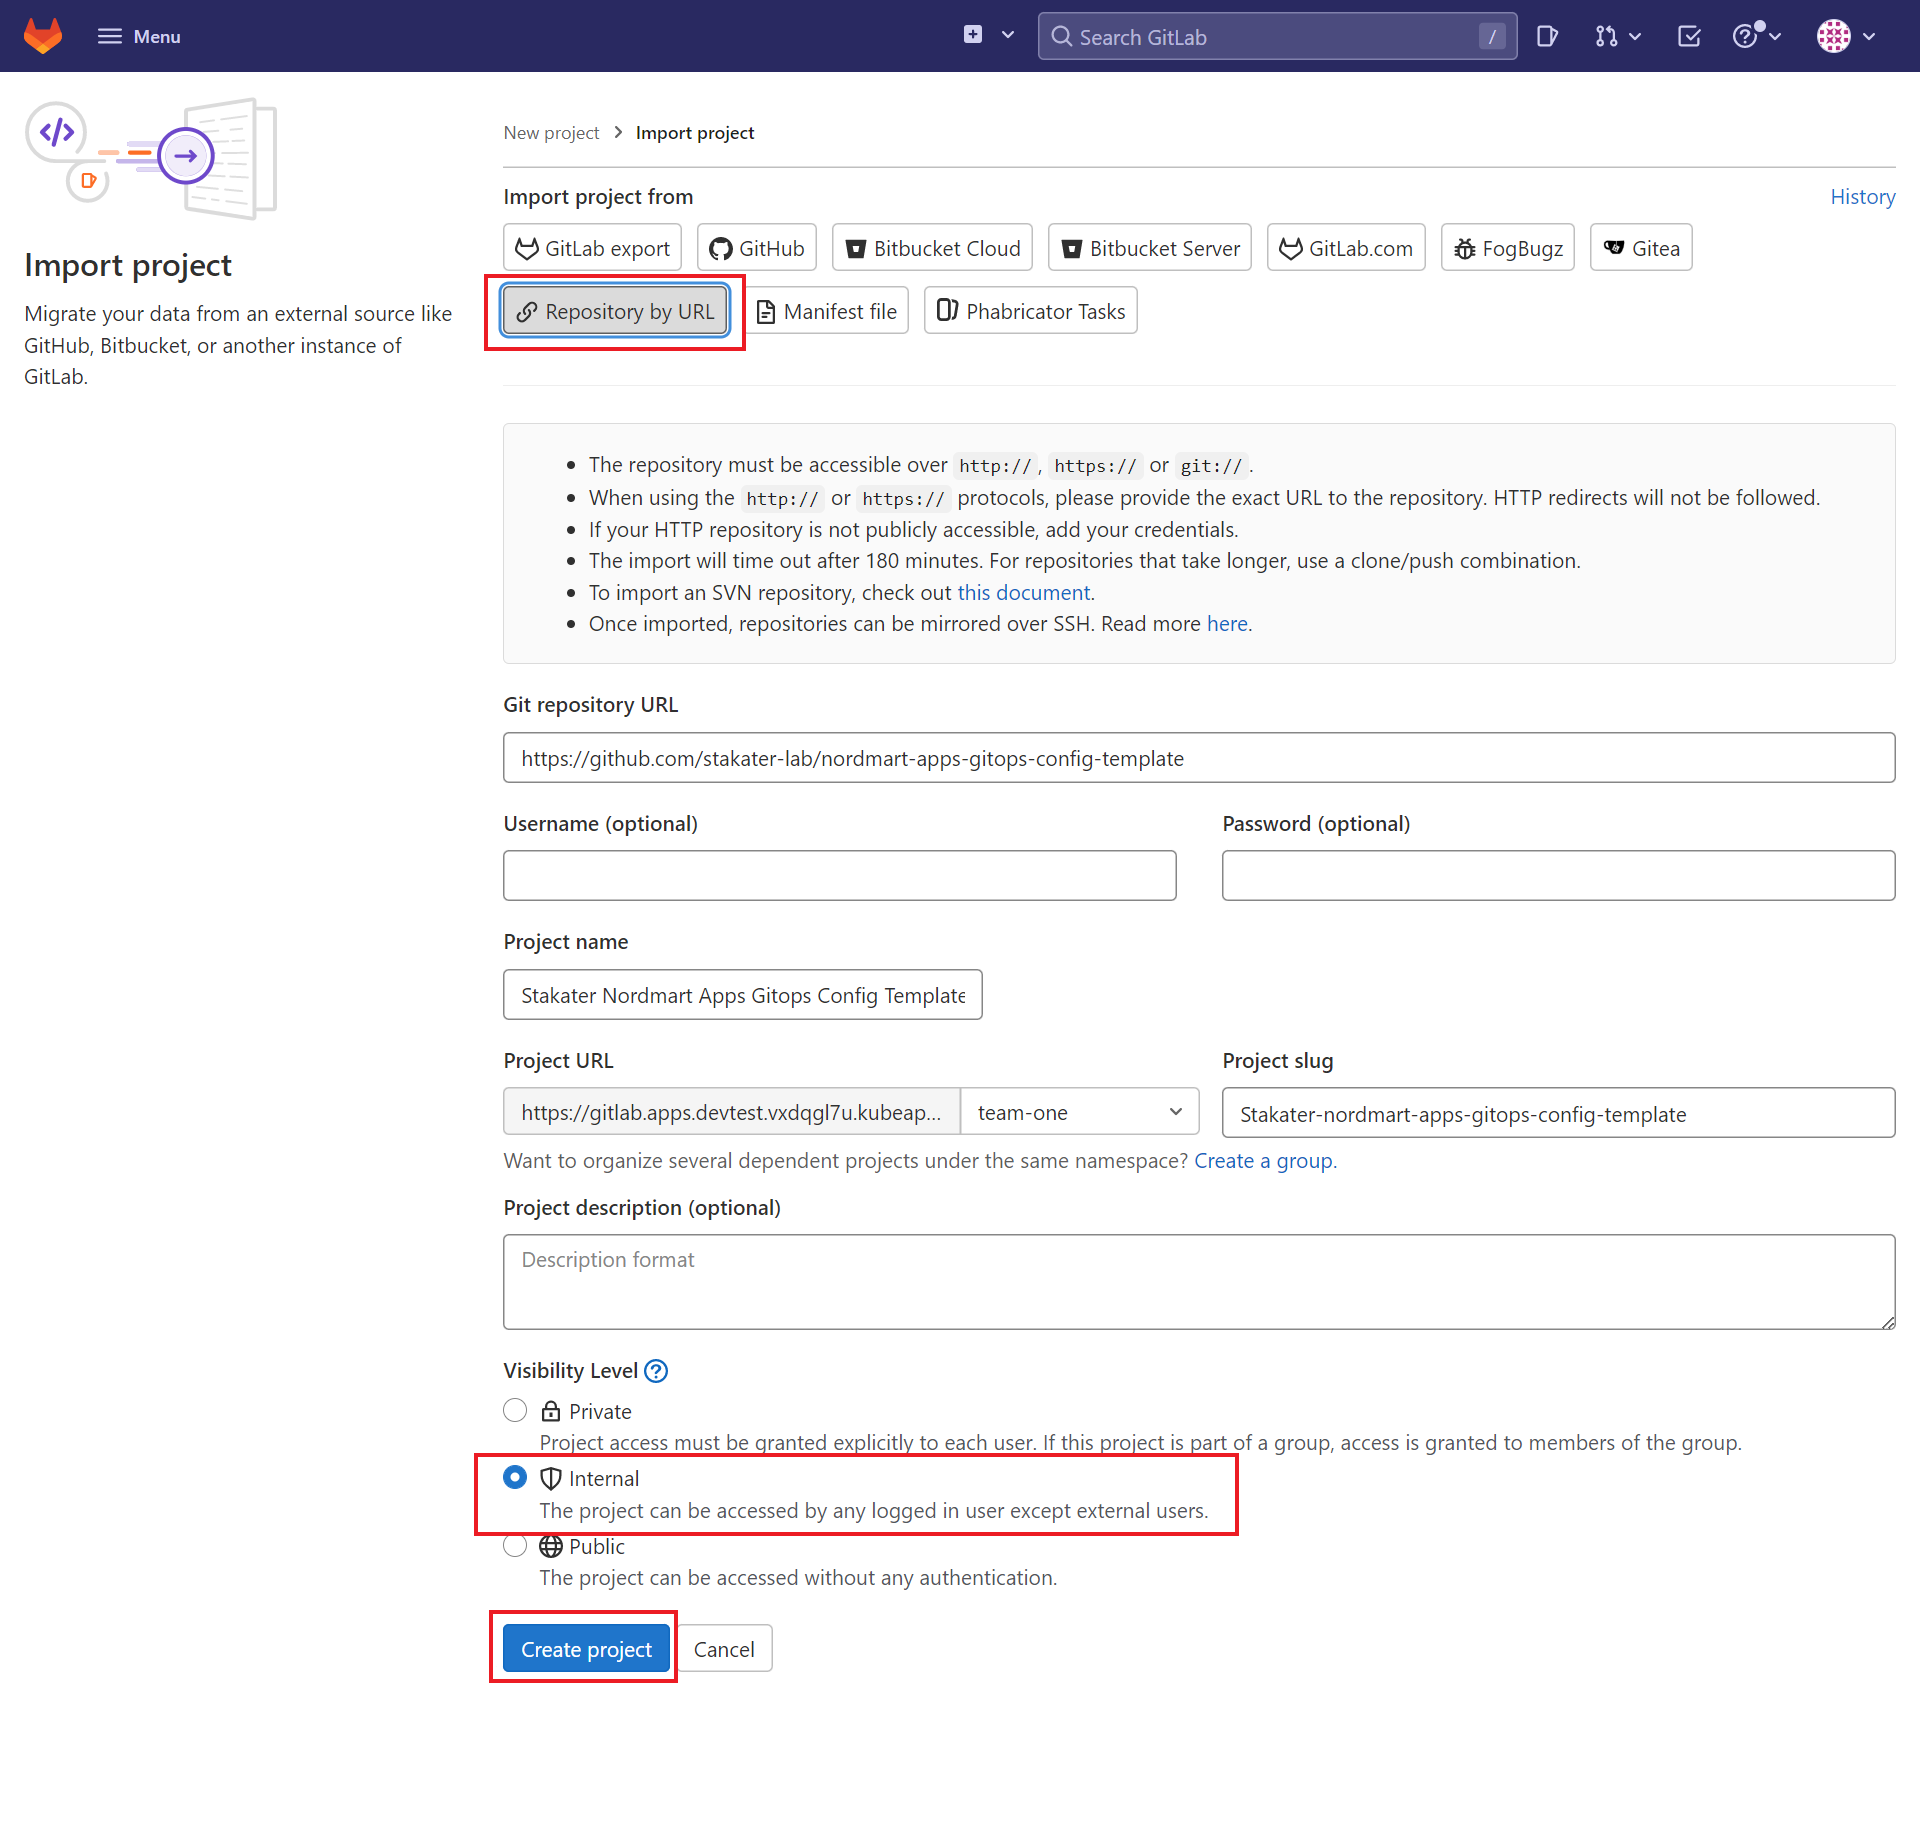 Menu
Search GitLab
/
New project > Import project
Import project from
History
GitLab export
GitHub
Bitbucket Cloud
Bitbucket Server
GitLab.com
FogBugz
Gitea
Repository by URL
Manifest file
Phabricator Tasks
Import project
Migrate your data from an external source like
GitHub, Bitbucket, or another instance of
GitLab.
The repository must be accessible over http://, https:// or git://.
When using the http:// or https:// protocols, please provide the exact URL to the repository. HTTP redirects will not be followed.
If your HTTP repository is not publicly accessible, add your credentials.
The import will time out after 180 minutes. For repositories that take longer, use a clone/push combination.
To import an SVN repository, check out this document.
Once imported, repositories can be mirrored over SSH. Read more here.
Git repository URL
https://github.com/stakater-lab/nordmart-apps-gitops-config-template
Username (optional)
Password (optional)
Project name
Stakater Nordmart Apps Gitops Config Template
Project URL
Project slug
https://gitlab.apps.devtest.vxdqgl7u.kubeap...
team-one
Stakater-nordmart-apps-gitops-config-template
Want to organize several dependent projects under the same namespace? Create a group.
Project description (optional)
Description format
Visibility Level
Private
Project access must be granted explicitly to each user. If this project is part of a group, access is granted to members of the group.
Internal
The project can be accessed by any logged in user except external users.
Public
The project can be accessed without any authentication.
Create project
Cancel